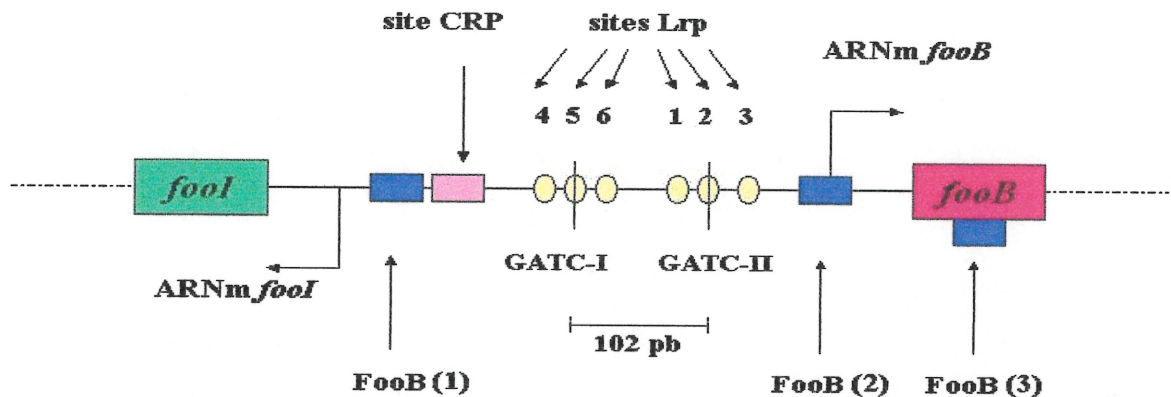 site CRP
sites Lrp
ARNm fooB
4 5 6 1 2 3
fooI
fooB
GATC-I
GATC-II
ARNm fooI
102 pb
FooB (1)
FooB (2)
FooB (3)